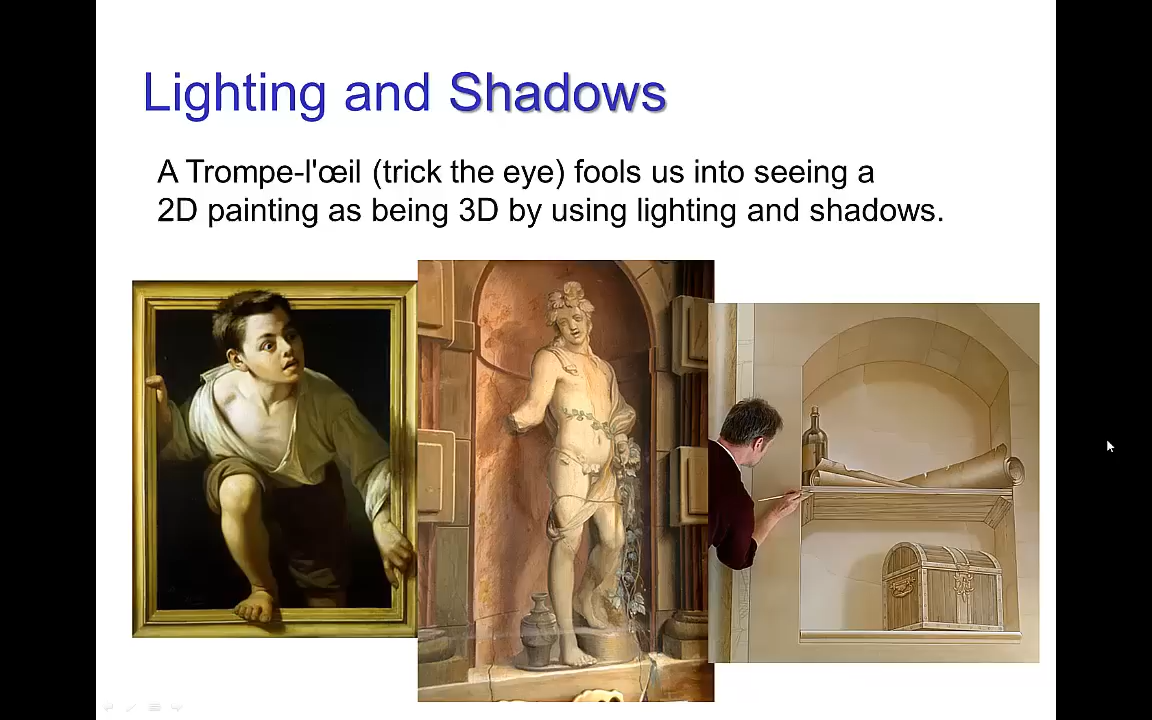 Lighting and Shadows
A Trompe-l'œil (trick the eye) fools us into seeing a
2D painting as being 3D by using lighting and shadows.